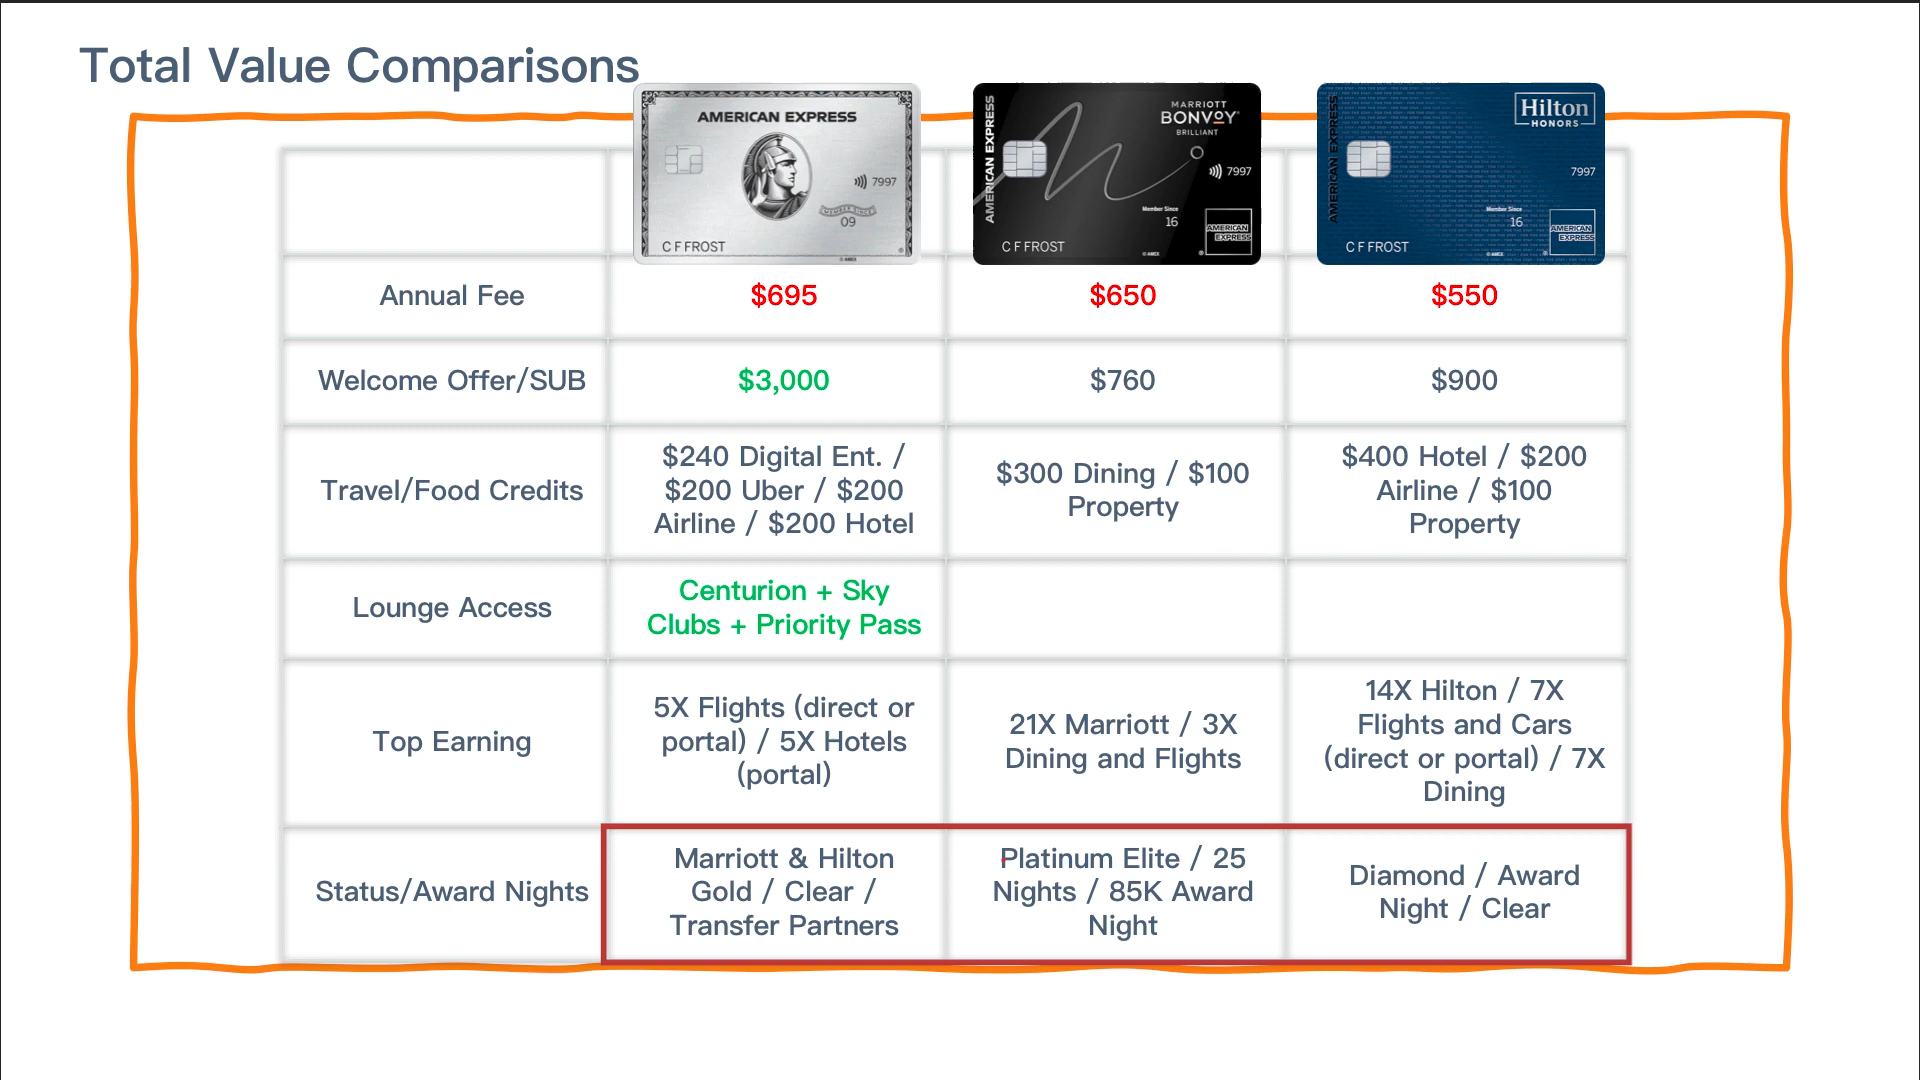 Total Value Comparisons
AMERICAN EXPRESS
7997
MEMBER SINCE
09
C F FROST
© AMEX
AMERICAN EXPRESS
MARRIOTT
BONVOY
BRILLIANT
7997
Member Since
16
AMERICAN
EXPRESS
C F FROST
© AMEX
AMERICAN EXPRESS
Hilton
HONORS
7997
Member Since
16
AMERICAN
EXPRESS
C F FROST
© AMEX
Annual Fee
$695
$650
$550
Welcome Offer/SUB
$3,000
$760
$900
Travel/Food Credits
$240 Digital Ent. /
$200 Uber / $200
Airline / $200 Hotel
$300 Dining / $100
Property
$400 Hotel / $200
Airline / $100
Property
Lounge Access
Centurion + Sky
Clubs + Priority Pass
Top Earning
5X Flights (direct or
portal) / 5X Hotels
(portal)
21X Marriott / 3X
Dining and Flights
14X Hilton / 7X
Flights and Cars
(direct or portal) / 7X
Dining
Status/Award Nights
Marriott & Hilton
Gold / Clear /
Transfer Partners
Platinum Elite / 25
Nights / 85K Award
Night
Diamond / Award
Night / Clear